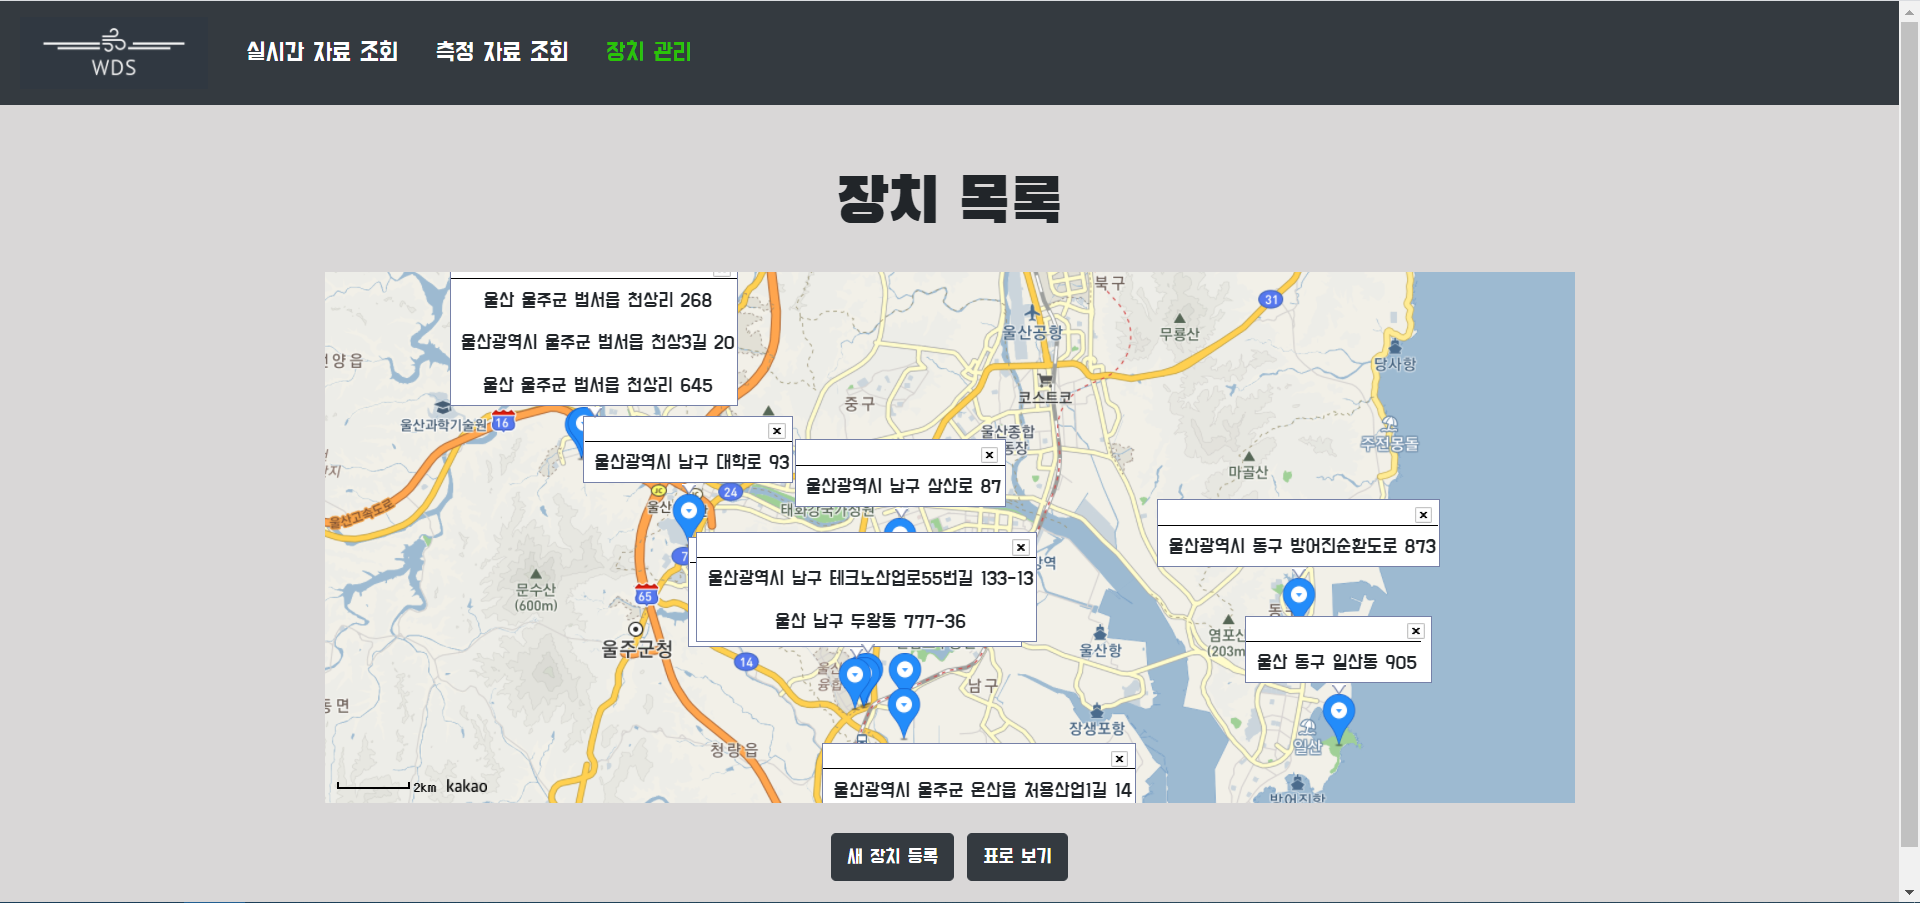 WDS
실시간 자료 조회
측정 자료 조회
장치 관리
장치 목록
울산 울주군 범서읍 천상리 268
울산광역시 울주군 범서읍 천상3길 20
울산 울주군 범서읍 천상리 645
북구
31
울산공항
무룡산
당사항
양읍
코스트코
중구
울산과학기술원
16
울산종합
동장
주전몽돌
울산광역시 남구 대학로 93
울산광역시 남구 삼산로 87
마골산
24
울산
태화강국가정원
울산고속도로
울산광역시 동구 방어진순환도로 873
7
울산광역시 남구 테크노산업로55번길 133-13
울산 남구 두왕동 777-36
문수산
(600m)
65
울주군청
염포산
(203m
울산항
울산 동구 일산동 905
14
남구
동면
장생포항
일산
청량읍
울산광역시 울주군 온산읍 처용산업1길 14
방어진항
2km
kakao
새 장치 등록
표로 보기